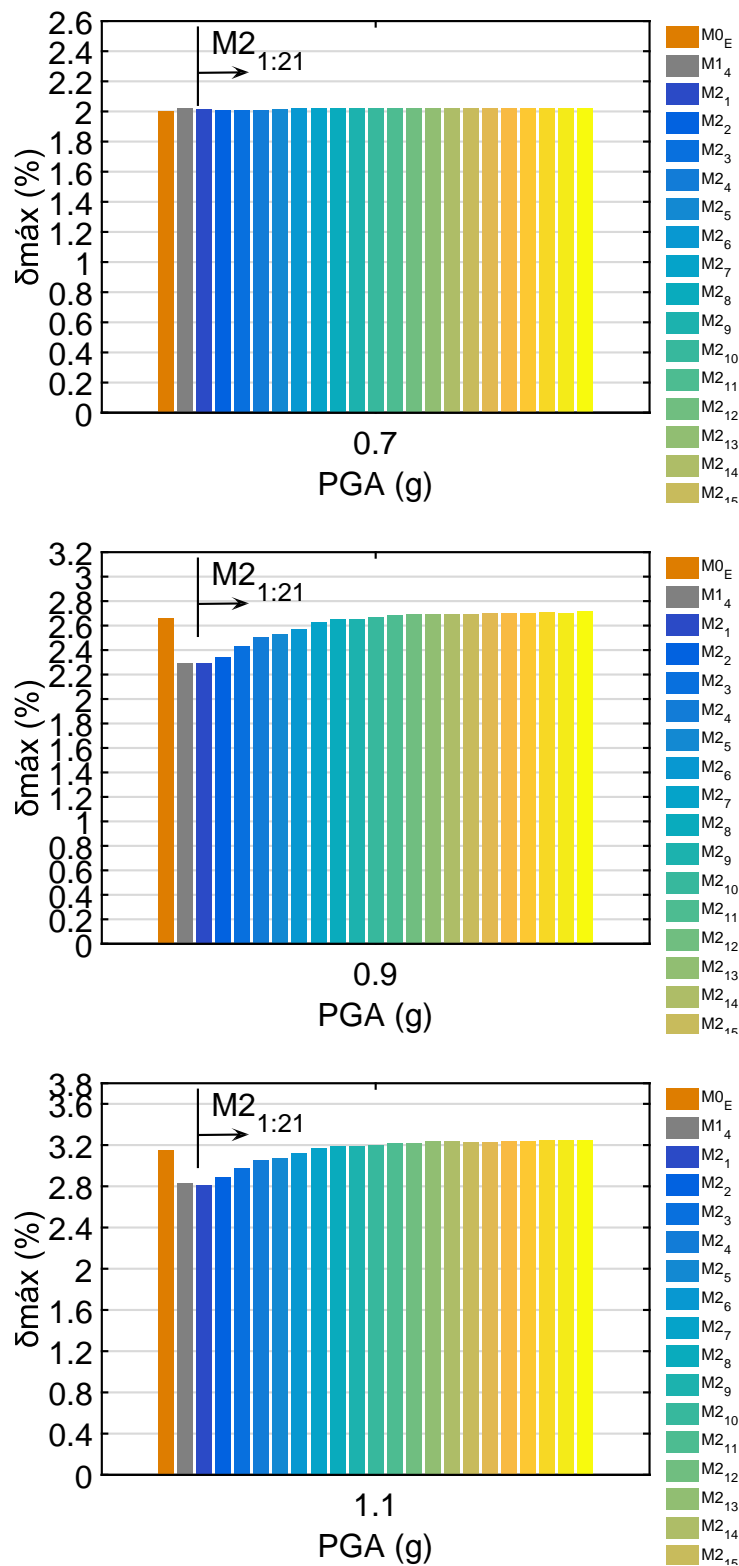 2.6
2.4
2.2
2
1.8
1.6
1.4
1.2
1
0.8
0.6
0.4
0.2
0
δmáx (%)
M2 1:21
0.7
PGA (g)
M0E
M14
M21
M22
M23
M24
M25
M26
M27
M28
M29
M210
M211
M212
M213
M214
M215
3.2
3
2.8
2.6
2.4
2.2
2
1.8
1.6
1.4
1.2
1
0.8
0.6
0.4
0.2
0
δmáx (%)
M2 1:21
0.9
PGA (g)
M0E
M14
M21
M22
M23
M24
M25
M26
M27
M28
M29
M210
M211
M212
M213
M214
M215
3.8
3.6
3.2
2.8
2.4
2
1.6
1.2
0.8
0.4
0
δmáx (%)
M2 1:21
1.1
PGA (g)
M0E
M14
M21
M22
M23
M24
M25
M26
M27
M28
M29
M210
M211
M212
M213
M214
M215